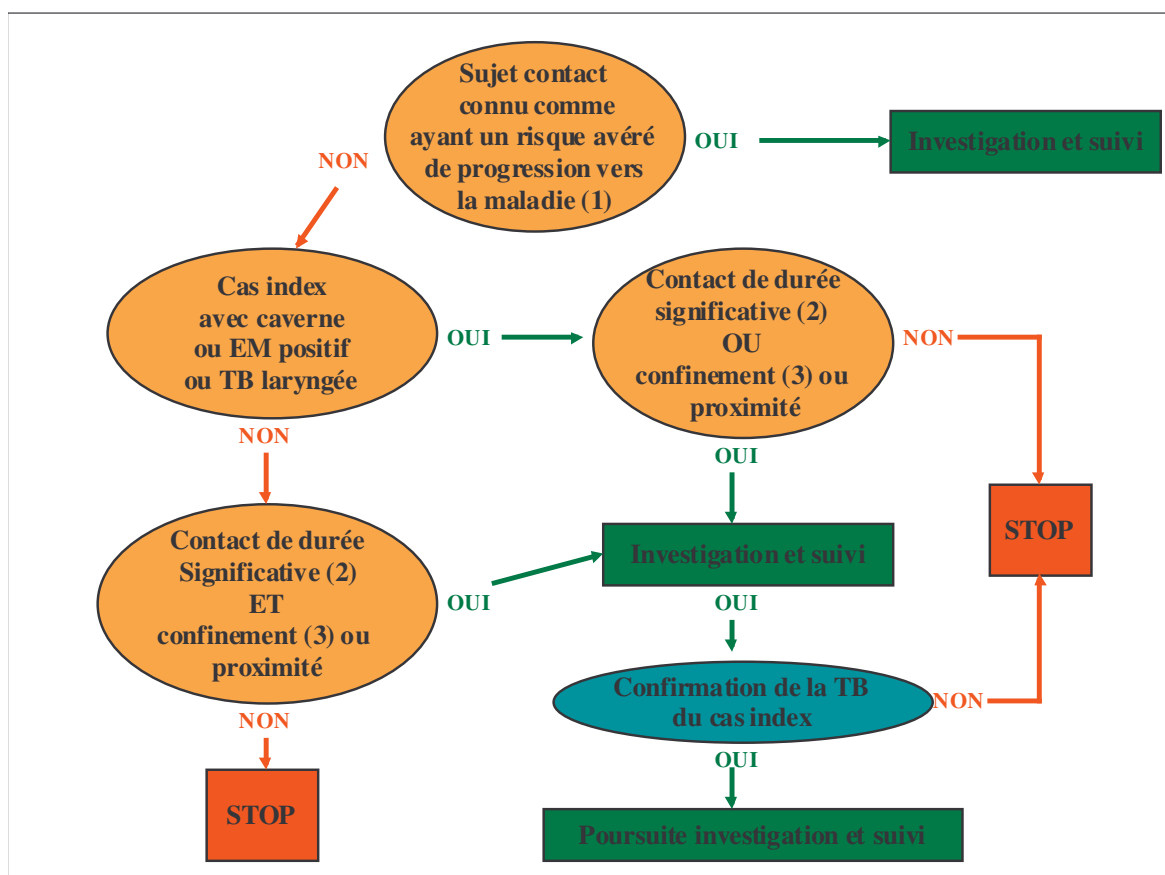 Sujet contact
connu comme
ayant un risque avéré
de progression vers
la maladie (1)
OUI
Investigation et suivi
NON
Cas index
avec caverne
ou EM positif
ou TB laryngée
OUI
Contact de durée
significative (2)
OU
confinement (3) ou
proximité
NON
NON
OUI
STOP
Contact de durée
Significative (2)
ET
confinement (3) ou
proximité
OUI
Investigation et suivi
OUI
Confirmation de la TB
du cas index
NON
NON
OUI
STOP
Poursuite investigation et suivi